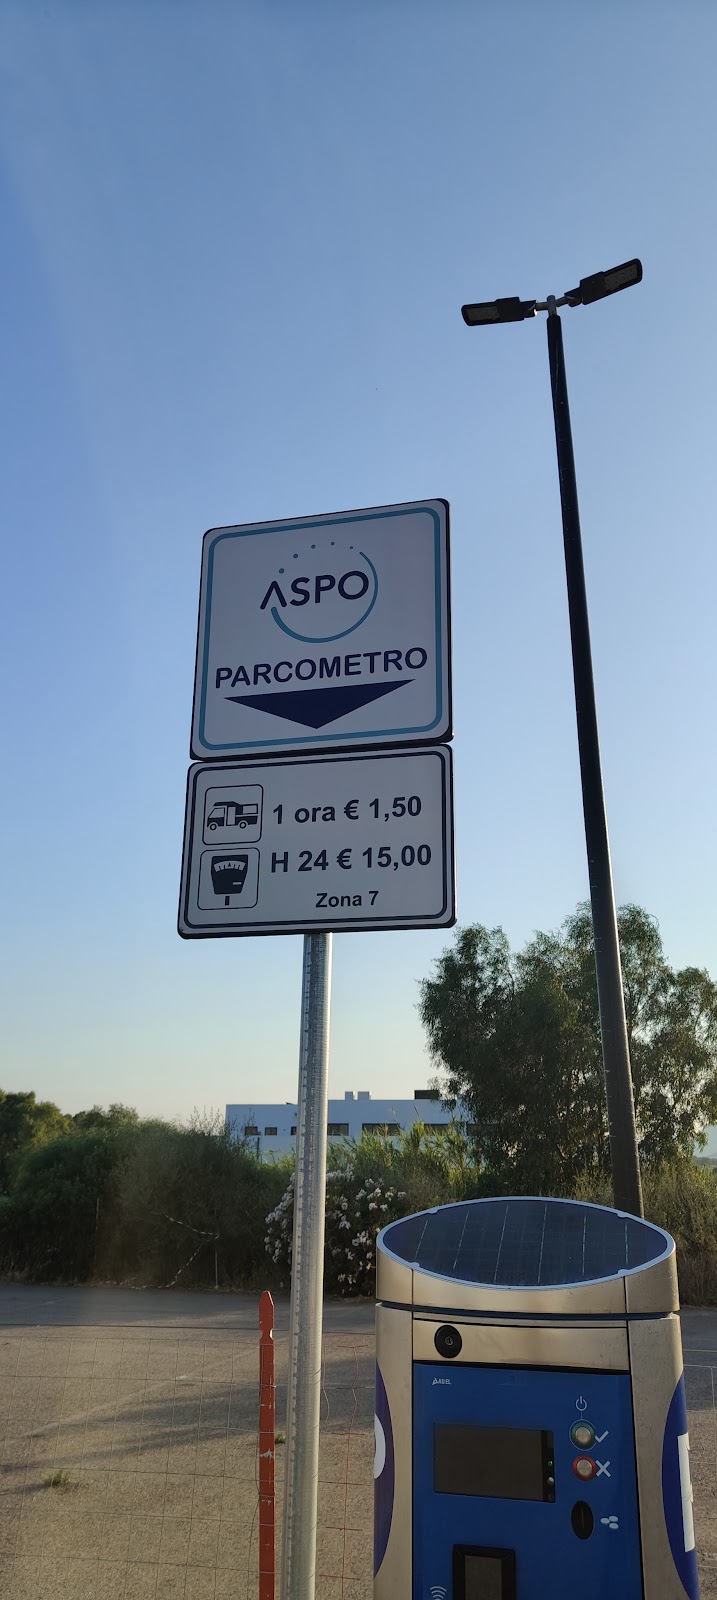 ASPO
PARCOMETRO
1 ora € 1,50
H 24 € 15,00
Zona 7